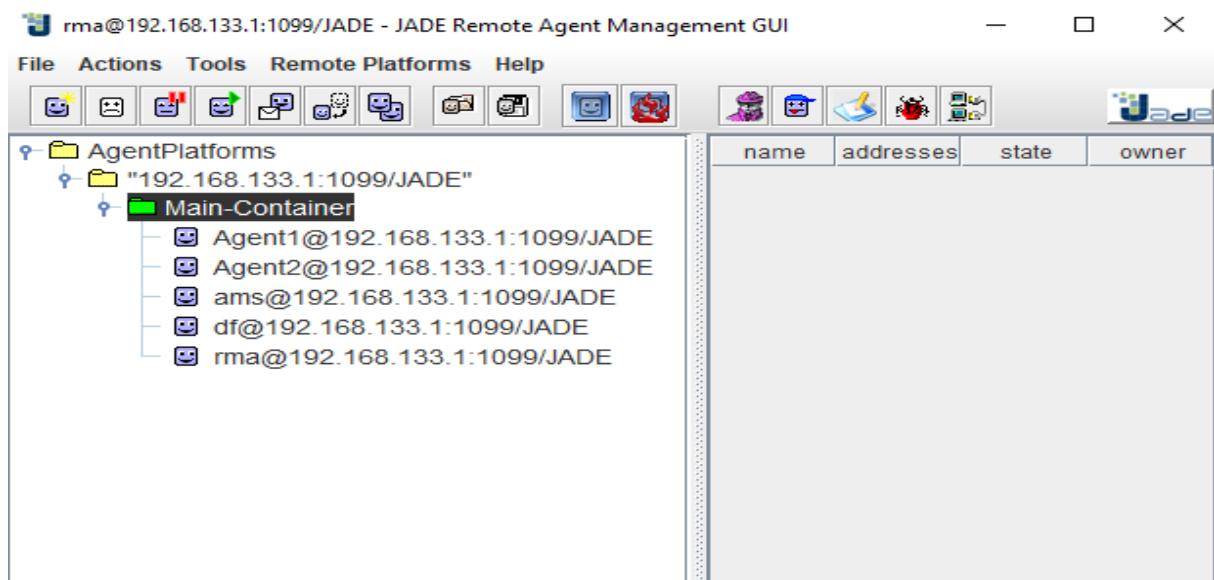 rma@192.168.133.1:1099/JADE - JADE Remote Agent Management GUI
File Actions Tools Remote Platforms Help
Jade
AgentPlatforms
name addresses state owner
"192.168.133.1:1099/JADE"
Main-Container
Agent1@192.168.133.1:1099/JADE
Agent2@192.168.133.1:1099/JADE
ams@192.168.133.1:1099/JADE
df@192.168.133.1:1099/JADE
rma@192.168.133.1:1099/JADE